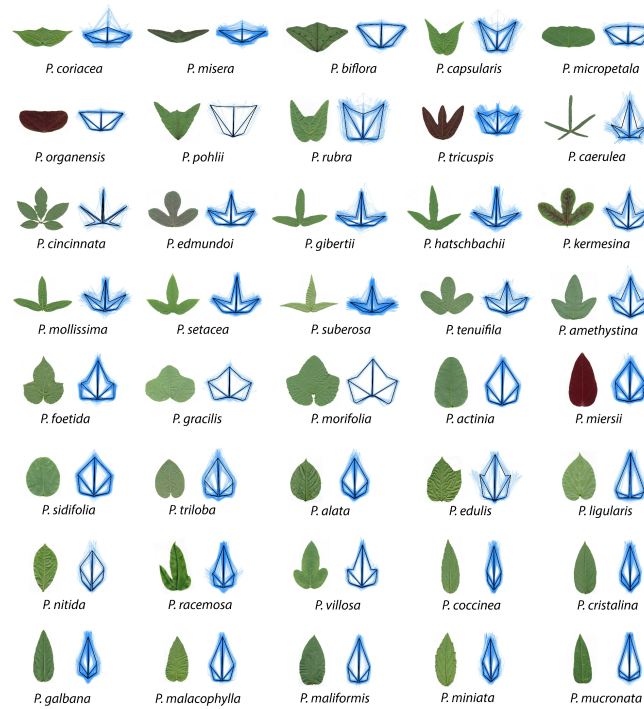 P. coriacea P. misera P. biflora P. capsularis P. micropetala
P. organensis P. pohlii P. rubra P. tricuspis P. caerulea
P. cincinnata P. edmundoi P. gibertii P. hatschbachii P. kermesina
P. mollissima P. setacea P. suberosa P. tenuifila P. amethystina
P. foetida P. gracilis P. morifolia P. actinia P. miersii
P. sidifolia P. triloba P. alata P. edulis P. ligularis
P. nitida P. racemosa P. villosa P. coccinea P. cristalina
P. galbana P. malacophylla P. maliformis P. miniata P. mucronata